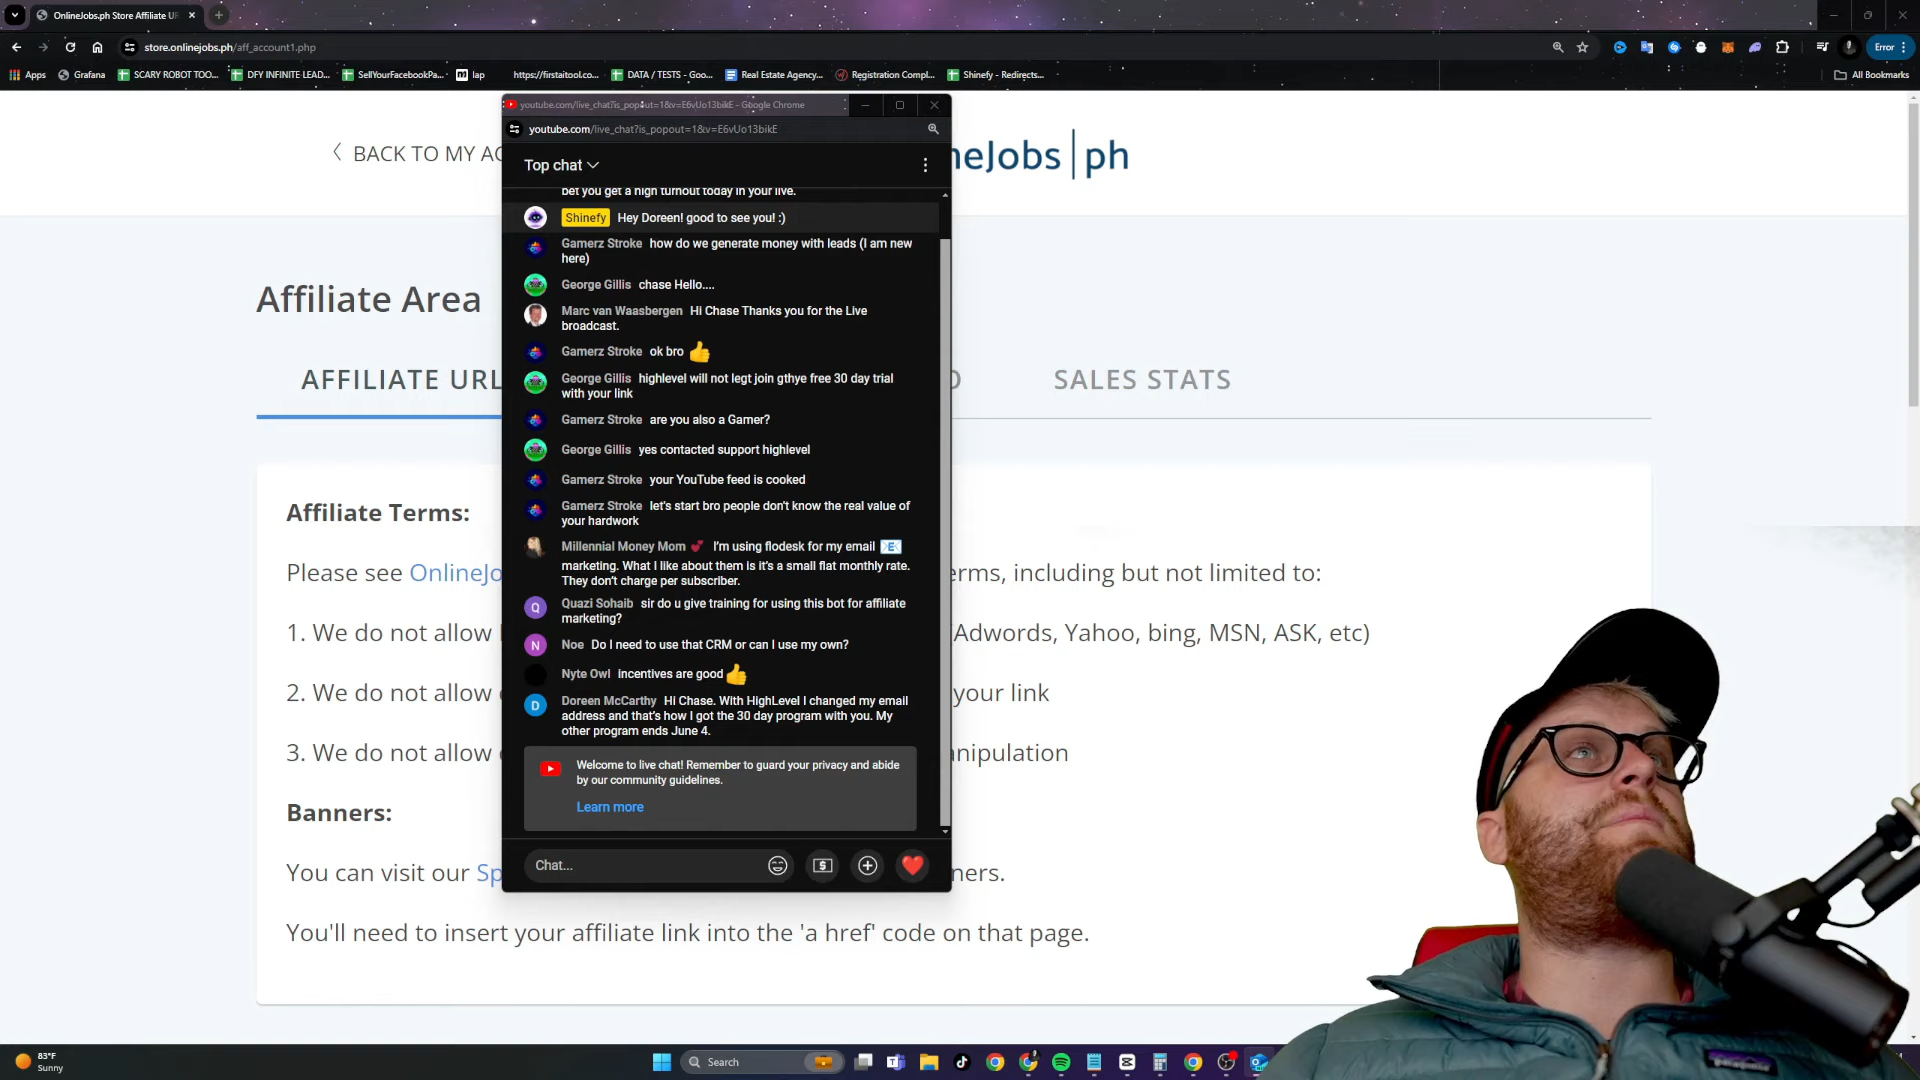 OnlineJobs.ph Store Affiliate UR
store.onlinejobs.ph/aff_account1.php
Error
Apps
Grafana
SCARY ROBOT TOO...
DFY INFINITE LEAD...
SellYourFacebookPa...
lap
https://firstaitool.co...
DATA / TESTS - Goo...
Real Estate Agency...
Registration Compl...
Shinefy - Redirects...
All Bookmarks
youtube.com/live_chat?is_popout=1&v=E6vUo13bikE - Google Chrome
youtube.com/live_chat?is_popout=1&v=E6vUo13bikE
BACK TO MY AC
neJobs ph
Top chat
bet you get a high turnout today in your live.
Shinefy Hey Doreen! good to see you! :)
Gamerz Stroke how do we generate money with leads (I am new
here)
George Gillis chase Hello....
Marc van Waasbergen Hi Chase Thanks you for the Live
broadcast.
Gamerz Stroke ok bro 👍
George Gillis highlevel will not legt join gthye free 30 day trial
with your link
Gamerz Stroke are you also a Gamer?
George Gillis yes contacted support highlevel
Gamerz Stroke your YouTube feed is cooked
Gamerz Stroke let's start bro people don't know the real value of
your hardwork
Millennial Money Mom 💕 I'm using flodesk for my email 📧
marketing. What I like about them is it's a small flat monthly rate.
They don't charge per subscriber.
Q
Quazi Sohaib sir do u give training for using this bot for affiliate
marketing?
N
Noe Do I need to use that CRM or can I use my own?
Nyte Owl incentives are good 👍
D
Doreen McCarthy Hi Chase. With HighLevel I changed my email
address and that's how I got the 30 day program with you. My
other program ends June 4.
Welcome to live chat! Remember to guard your privacy and abide
by our community guidelines.
Learn more
Chat...
Affiliate Area
AFFILIATE URL
SALES STATS
Affiliate Terms:
Please see OnlineJo
erms, including but not limited to:
1. We do not allow
Adwords, Yahoo, bing, MSN, ASK, etc)
2. We do not allow
your link
3. We do not allow
anipulation
Banners:
You can visit our Sp
ners.
You'll need to insert your affiliate link into the 'a href' code on that page.
83°F
Sunny
Search